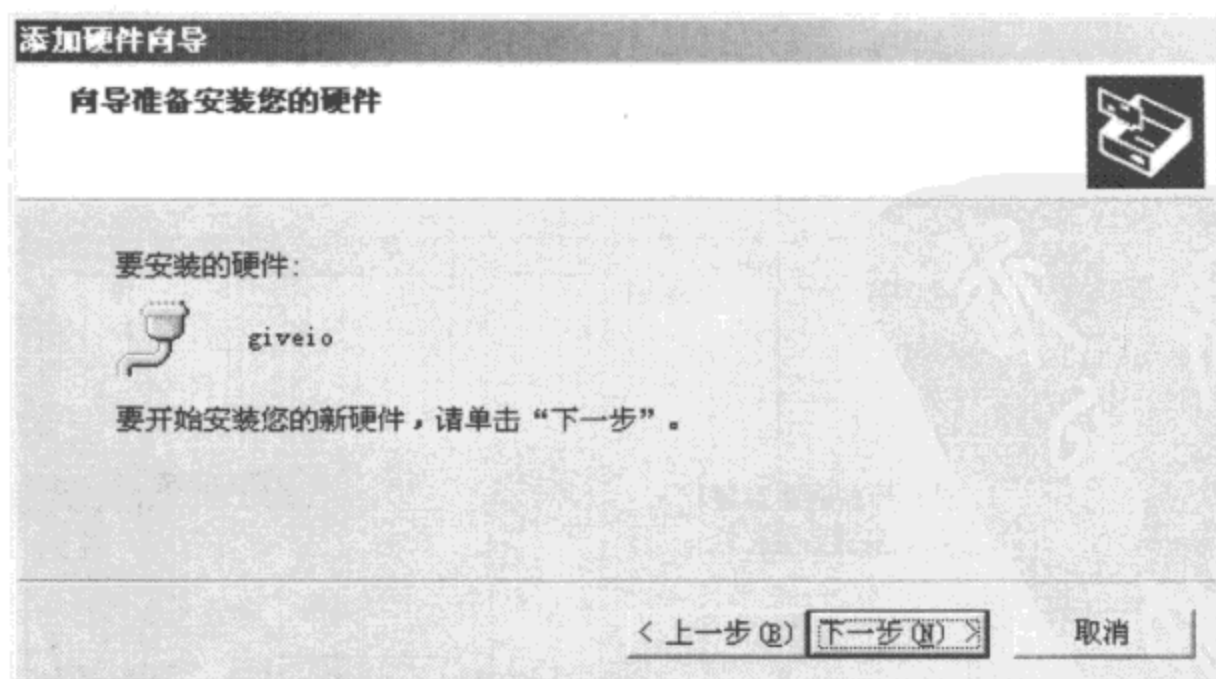 添加硬件向导
向导准备安装您的硬件
要安装的硬件:
giveio
要开始安装您的新硬件，请单击“下一步”。
< 上一步(B) 下一步(N) > 取消